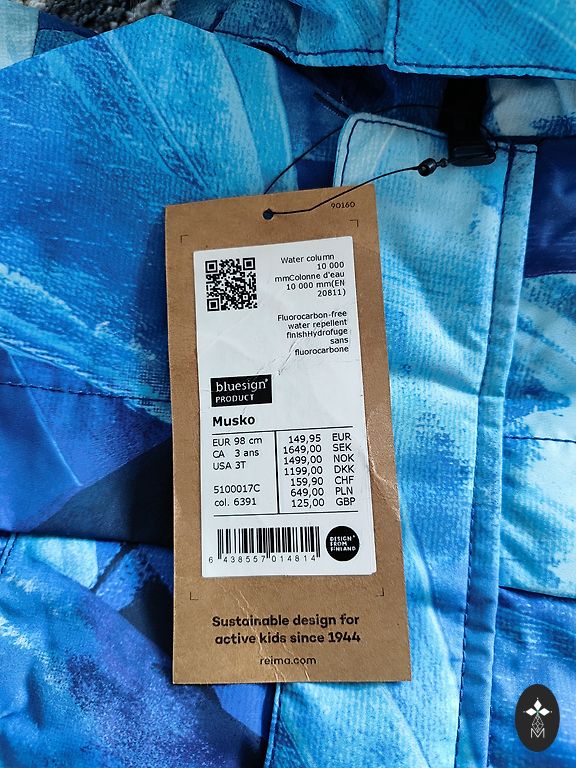 90160
Water column
10 000
mmColonne d'eau
10 000 mm(EN
20811)
Fluorocarbon-free
water repellent
finishHydrofuge
sans
fluorocarbone
bluesign®
PRODUCT
Musko
EUR 98 cm
CA 3 ans
USA 3T
5100017C
col. 6391
149,95 EUR
1649,00 SEK
1499,00 NOK
1199,00 DKK
159,90 CHF
649,00 PLN
125,00 GBP
6 438557 014814
DESIGN
FROM
FINLAND
Sustainable design for
active kids since 1944
reima.com
M